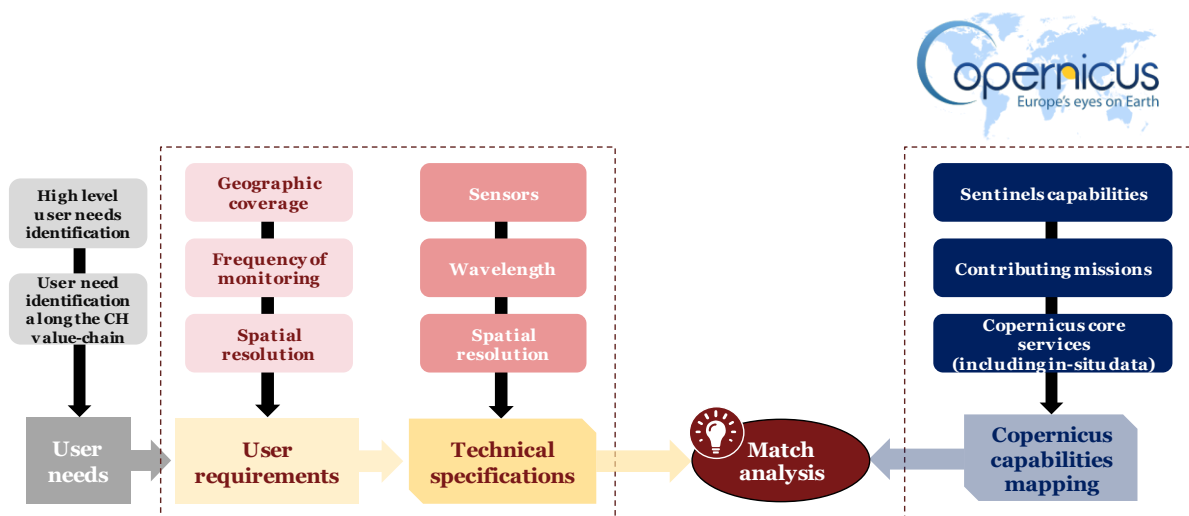 Copernicus
Europe's eyes on Earth
High level
user needs
identification
User need
identification
along the CH
value-chain
User
needs
Geographic
coverage
Frequency of
monitoring
Spatial
resolution
User
requirements
Sensors
Wavelength
Spatial
resolution
Technical
specifications
Match
analysis
Sentinels capabilities
Contributing missions
Copernicus core
services
(including in-situ data)
Copernicus
capabilities
mapping